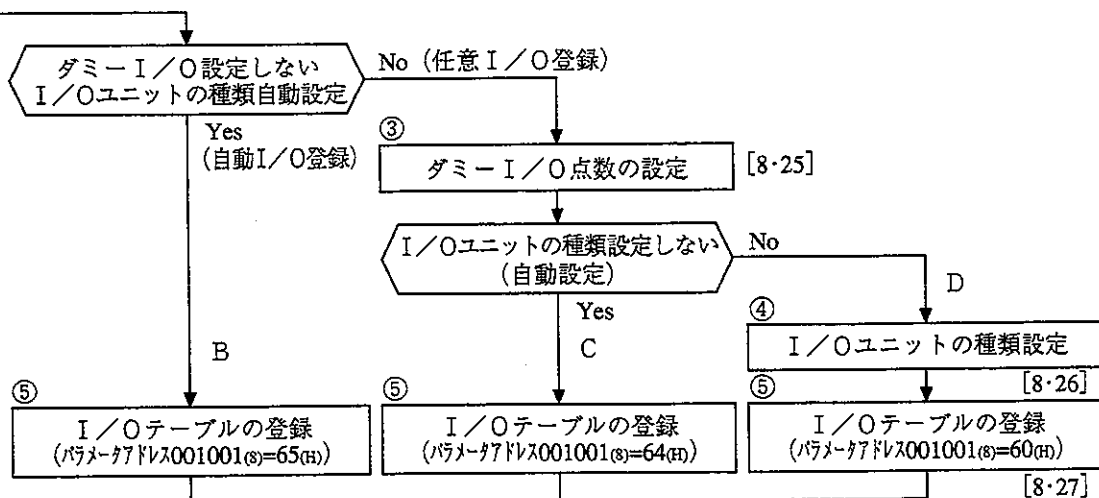 ダミーI／O設定しない
I／Oユニットの種類自動設定
No（任意I／O登録）
Yes
（自動I／O登録）
③
ダミーI／O点数の設定
[8・25]
I／Oユニットの種類設定しない
（自動設定）
No
Yes
D
④
I／Oユニットの種類設定
[8・26]
B
C
⑤
I／Oテーブルの登録
(パラメータアドレス001001(8)=65(H))
⑤
I／Oテーブルの登録
(パラメータアドレス001001(8)=64(H))
⑤
I／Oテーブルの登録
(パラメータアドレス001001(8)=60(H))
[8・27]